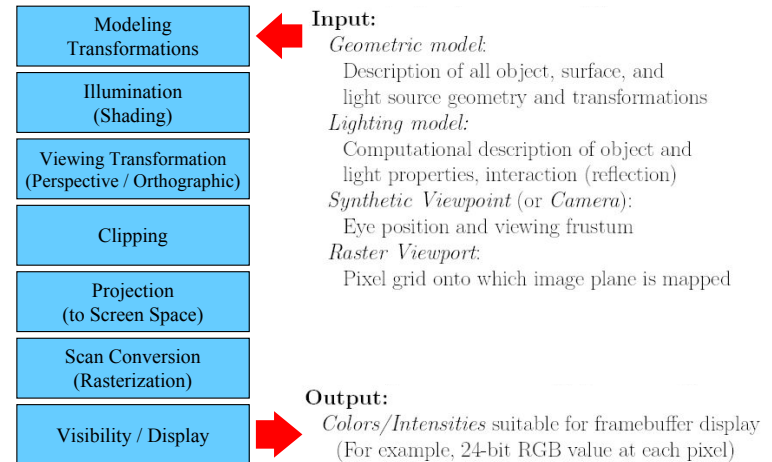 Modeling
Transformations
Illumination
(Shading)
Viewing Transformation
(Perspective / Orthographic)
Clipping
Projection
(to Screen Space)
Scan Conversion
(Rasterization)
Visibility / Display
Input:
Geometric model:
Description of all object, surface, and
light source geometry and transformations
Lighting model:
Computational description of object and
light properties, interaction (reflection)
Synthetic Viewpoint (or Camera):
Eye position and viewing frustum
Raster Viewport:
Pixel grid onto which image plane is mapped
Output:
Colors/Intensities suitable for framebuffer display
(For example, 24-bit RGB value at each pixel)